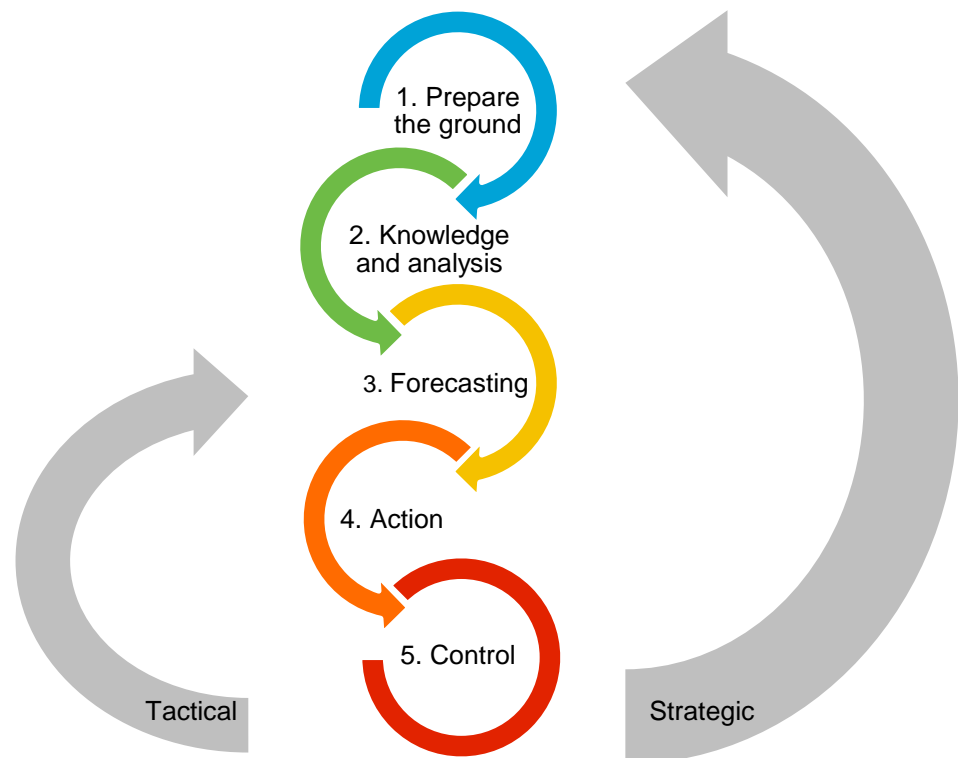 1. Prepare
the ground
2. Knowledge
and analysis
3. Forecasting
4. Action
5. Control
Tactical
Strategic